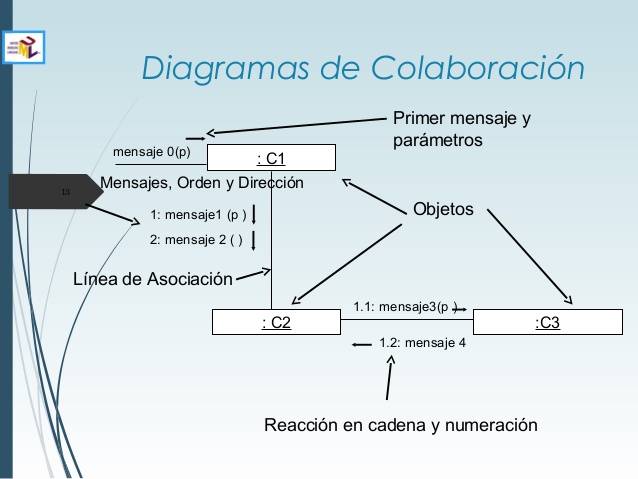 Diagramas de Colaboración
Primer mensaje y
parámetros
mensaje 0(p)
: C1
13
Mensajes, Orden y Dirección
1: mensaje1 (p )
2: mensaje 2 ( )
Objetos
Línea de Asociación
1.1: mensaje3(p )
: C2
:C3
1.2: mensaje 4
Reacción en cadena y numeración